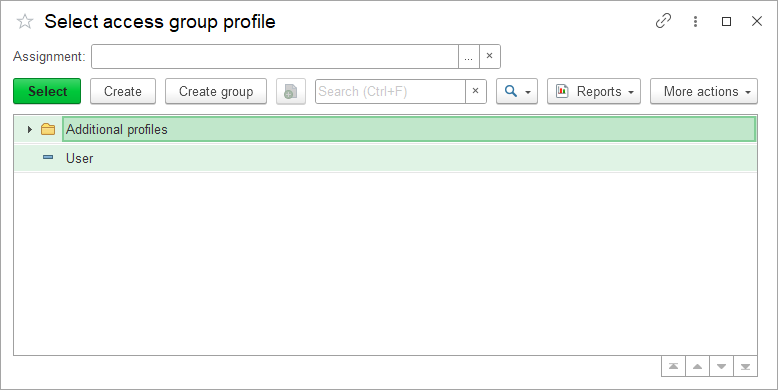 Select access group profile
Assignment:
... ×
Select Create Create group Search (Ctrl+F) × Reports More actions
Additional profiles
User